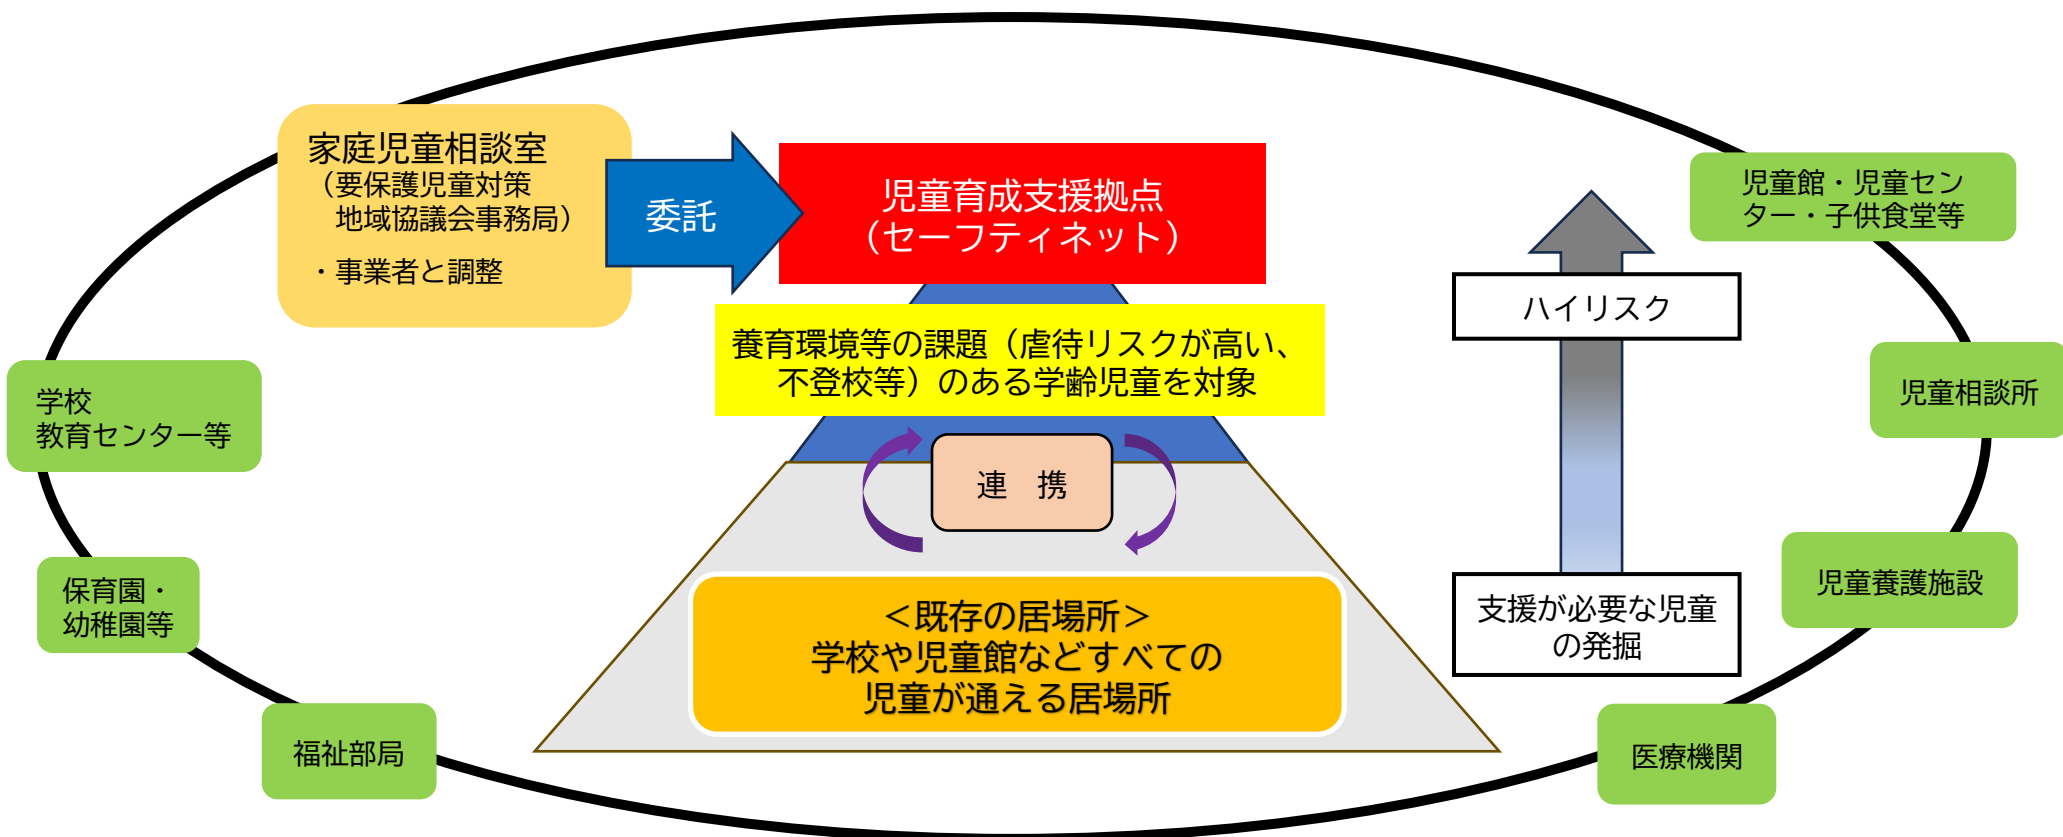 家庭児童相談室
（要保護児童対策
地域協議会事務局）
・事業者と調整
委託
児童育成支援拠点
（セーフティネット）
養育環境等の課題（虐待リスクが高い、
不登校等）のある学齢児童を対象
連　携
＜既存の居場所＞
学校や児童館などすべての
児童が通える居場所
ハイリスク
支援が必要な児童
の発掘
児童館・児童セン
ター・子供食堂等
児童相談所
児童養護施設
医療機関
学校
教育センター等
保育園・
幼稚園等
福祉部局